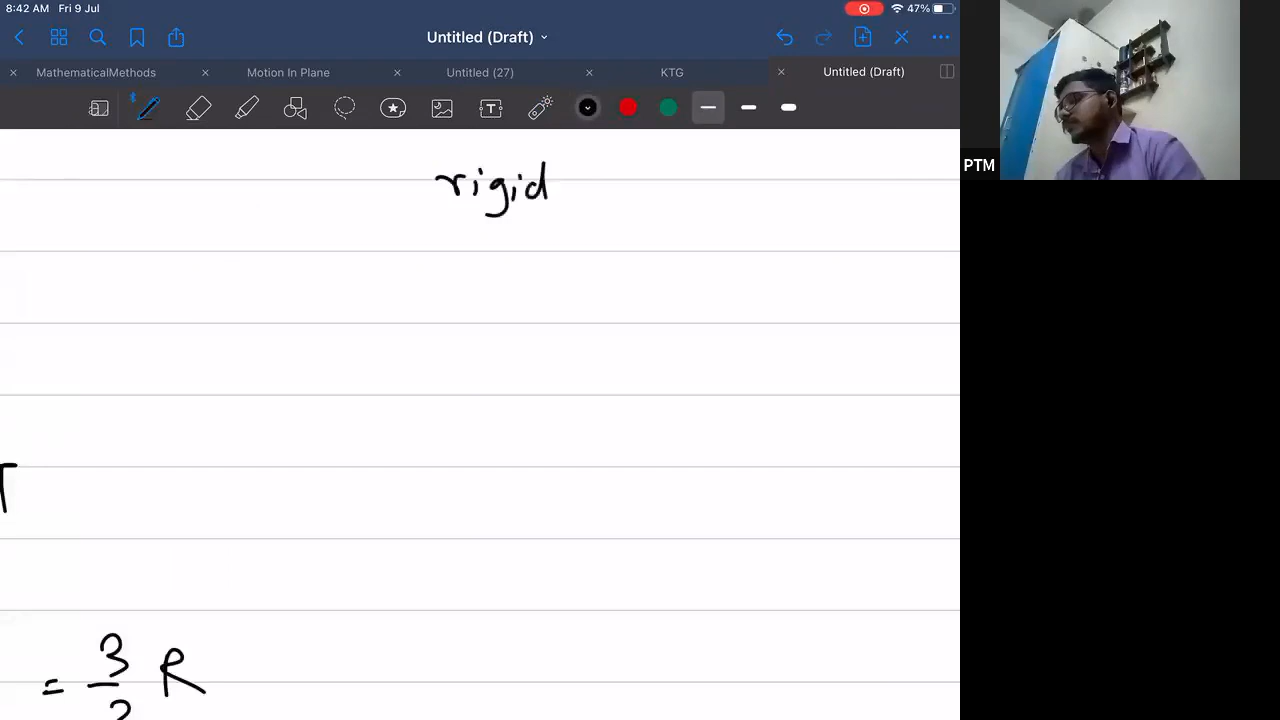 8:42 AM Fri 9 Jul
47%
Untitled (Draft)
MathematicalMethods
Motion In Plane
Untitled (27)
KTG
Untitled (Draft)
T
PTM
rigid
T
= 3 R